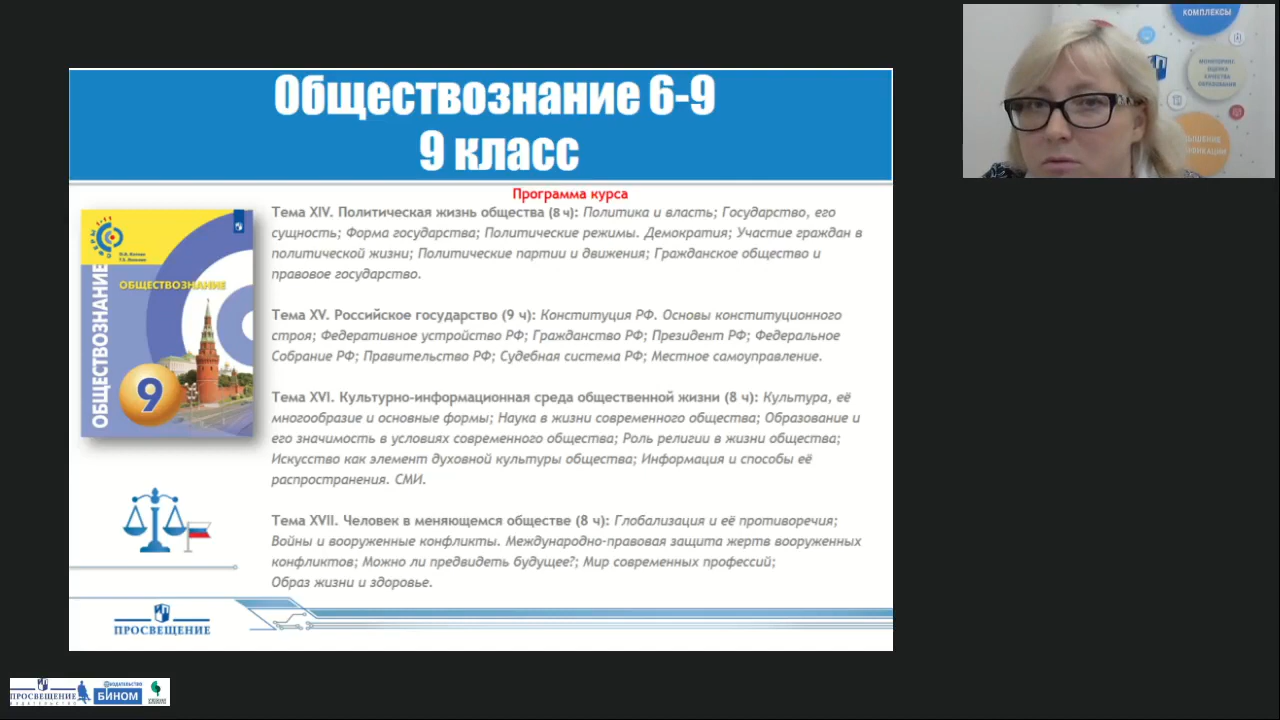 КОМПЛЕКСЫ
МОНИТОРИНГ
ОЦЕНКИ
КАЧЕСТВА
ОБРАЗОВАНИЯ
Обществознание 6-9
9 класс
Программа курса
Тема XIV. Политическая жизнь общества (8 ч): Политика и власть; Государство, его
сущность; Форма государства; Политические режимы. Демократия; Участие граждан в
политической жизни; Политические партии и движения; Гражданское общество и
правовое государство.
Тема XV. Российское государство (9 ч): Конституция РФ. Основы конституционного
строя; Федеративное устройство РФ; Гражданство РФ; Президент РФ; Федеральное
Собрание РФ; Правительство РФ; Судебная система РФ; Местное самоуправление.
Тема XVI. Культурно-информационная среда общественной жизни (8 ч): Культура, её
многообразие и основные формы; Наука в жизни современного общества; Образование и
его значимость в условиях современного общества; Роль религии в жизни общества;
Искусство как элемент духовной культуры общества; Информация и способы её
распространения. СМИ.
Тема XVII. Человек в меняющемся обществе (8 ч): Глобализация и её противоречия;
Войны и вооруженные конфликты. Международно-правовая защита жертв вооруженных
конфликтов; Можно ли предвидеть будущее?; Мир современных профессий;
Образ жизни и здоровье.
ОБЩЕСТВОЗНАНИЕ
ОБЩЕСТВОЗНАНИЕ
9
ПРОСВЕЩЕНИЕ
ПРОСВЕЩЕНИЕ
ИЗДАТЕЛЬСТВО
ИЗДАТЕЛЬСТВО
БИНОМ